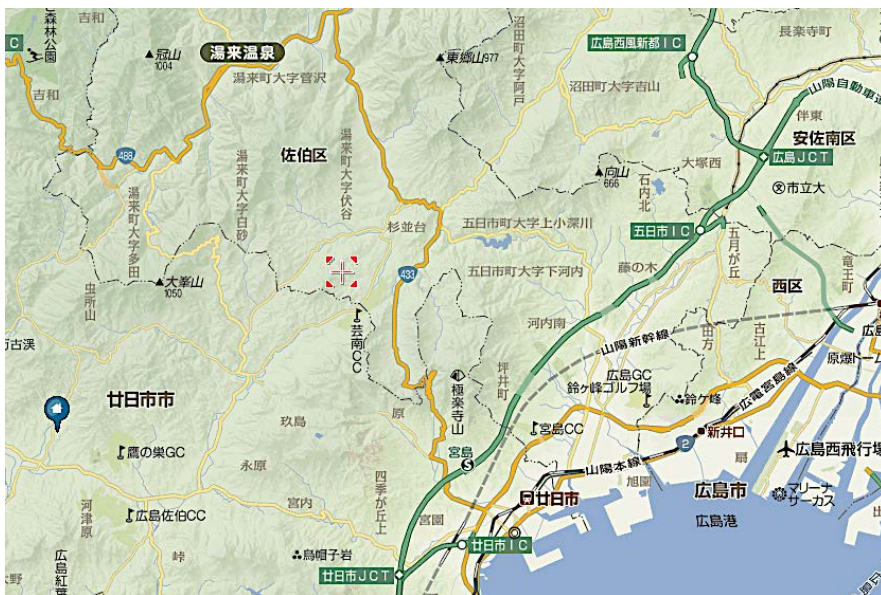 吉和
森林公園
吉和
冠山
1004
湯来温泉
湯来町大字菅沢
東郷山977
沼田町大字阿戸
広島西風新都IC
長楽寺町
沼田町大字吉山
山陽自動車道
伴東
安佐南区
広島JCT
大塚西
向山
666
石内北
市立大
488
湯来町大字多田
湯来町大字白砂
湯来町大字伏谷
佐伯区
杉並台
五日市町大字上小深川
五日市IC
五月が丘
433
五日市町大字下河内
藤の木
西区
竜王町
虫所山
大峯山
1050
芸南CC
河内南
山陽新幹線
田方
古江上
原爆ドーム
広電宮島線
廿日市市
玖島
原
極楽寺山
坪井町
広島GC
鈴ヶ峰ゴルフ場
鈴ヶ峰
宮島CC
新井口
2
鷹の巣GC
永原
宮島
山陽本線
広島西飛行場
扇
旭園
広島市
マリーナ
サーカス
広島港
河津原
広島佐伯CC
四季が丘上
宮内
宮園
廿日市
峠
烏帽子岩
廿日市IC
廿日市JCT